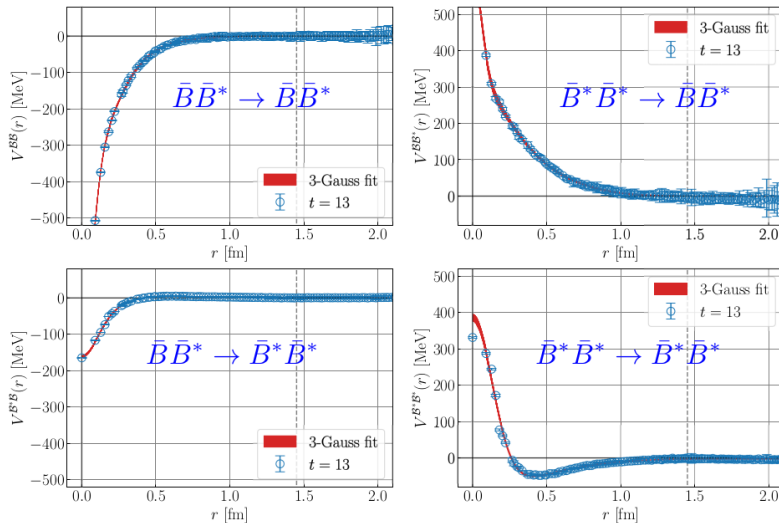 0
−100
−200
−300
−400
−500
V^{BB}(r) [MeV]
B̄B̄* → B̄B̄*
3-Gauss fit
t = 13
0.0 0.5 1.0 1.5 2.0
r [fm]
500
400
300
200
100
0
V^{BB*}(r) [MeV]
3-Gauss fit
t = 13
B̄*B̄* → B̄B̄*
0.0 0.5 1.0 1.5 2.0
r [fm]
0
−100
−200
−300
−400
−500
V^{B*B}(r) [MeV]
B̄B̄* → B̄*B̄*
3-Gauss fit
t = 13
0.0 0.5 1.0 1.5 2.0
r [fm]
500
400
300
200
100
0
V^{B*B*}(r) [MeV]
3-Gauss fit
t = 13
B̄*B̄* → B̄*B̄*
0.0 0.5 1.0 1.5 2.0
r [fm]